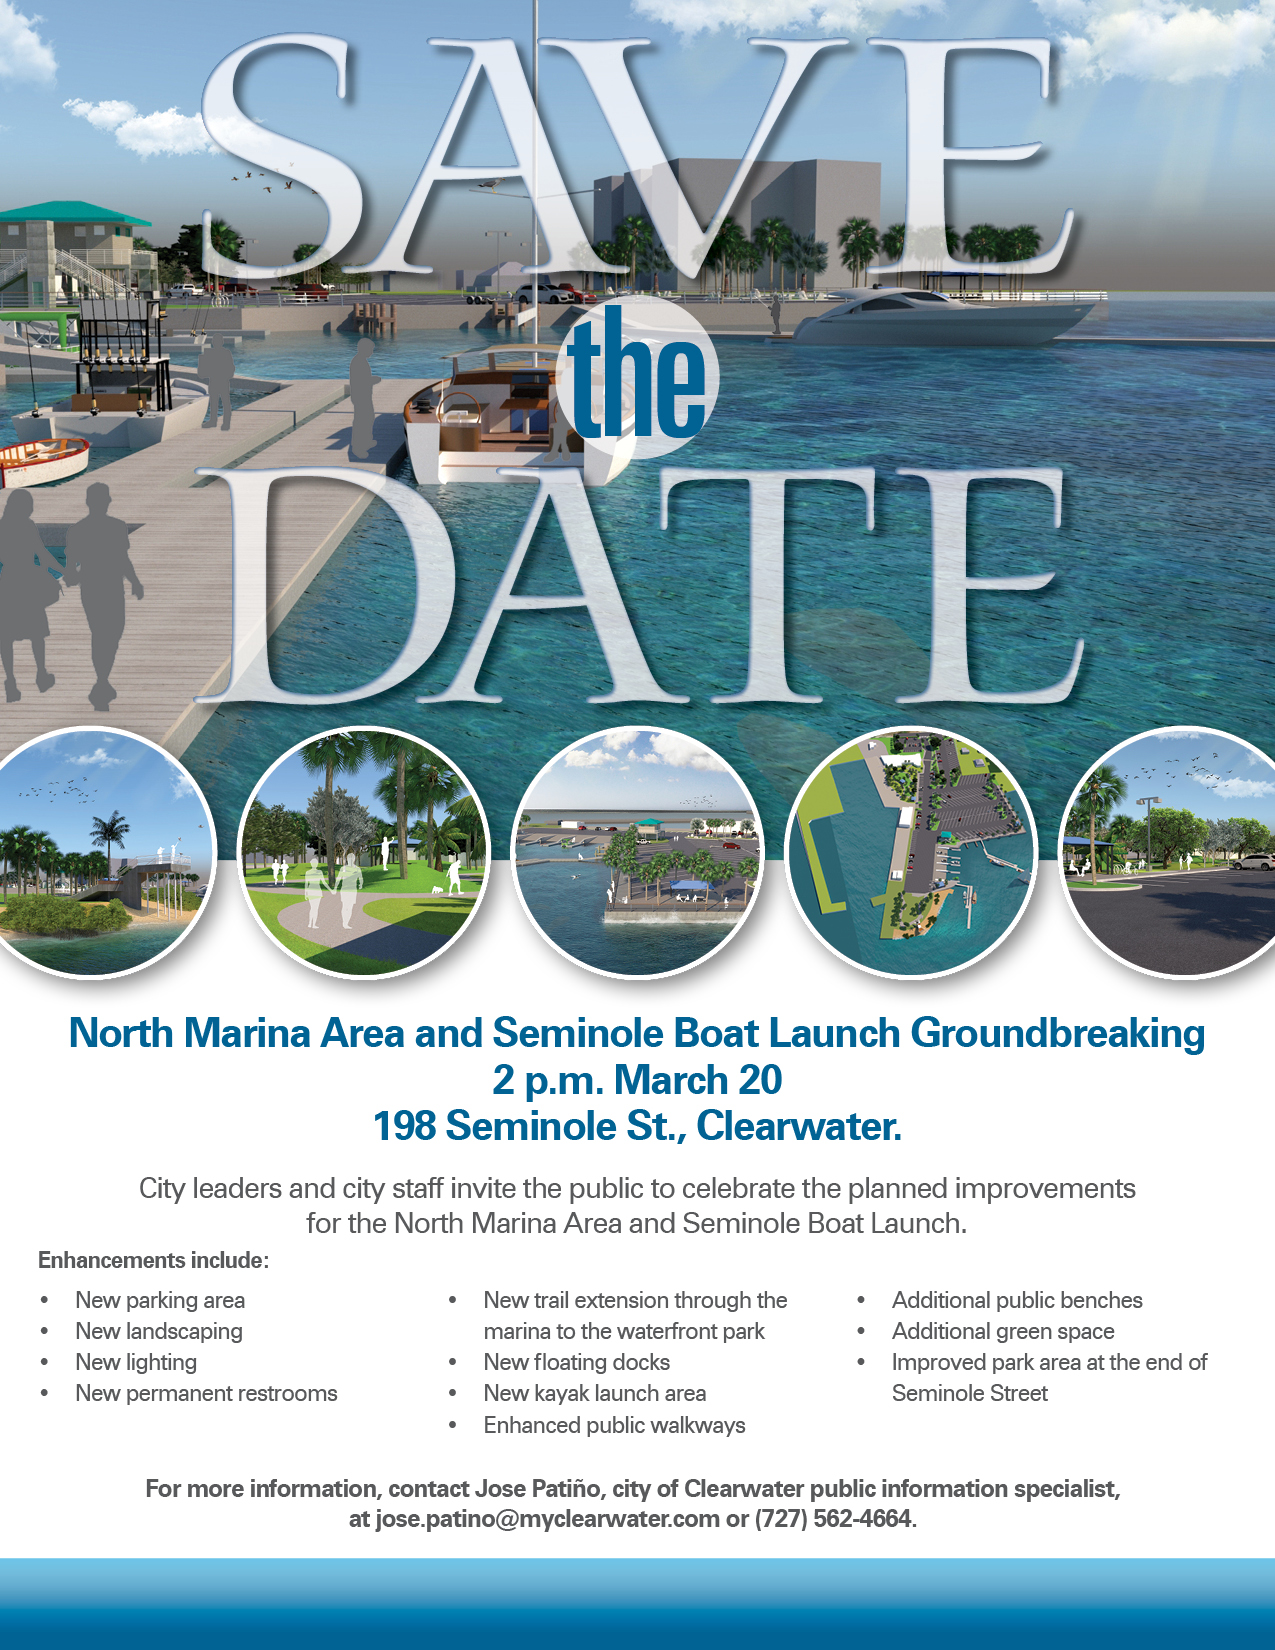 SAVE
the
DATE
North Marina Area and Seminole Boat Launch Groundbreaking
2 p.m. March 20
198 Seminole St., Clearwater.
City leaders and city staff invite the public to celebrate the planned improvements
for the North Marina Area and Seminole Boat Launch.
Enhancements include:
• New parking area
• New landscaping
• New lighting
• New permanent restrooms
• New trail extension through the
marina to the waterfront park
• New floating docks
• New kayak launch area
• Enhanced public walkways
• Additional public benches
• Additional green space
• Improved park area at the end of
Seminole Street
For more information, contact Jose Patiño, city of Clearwater public information specialist,
at jose.patino@myclearwater.com or (727) 562-4664.